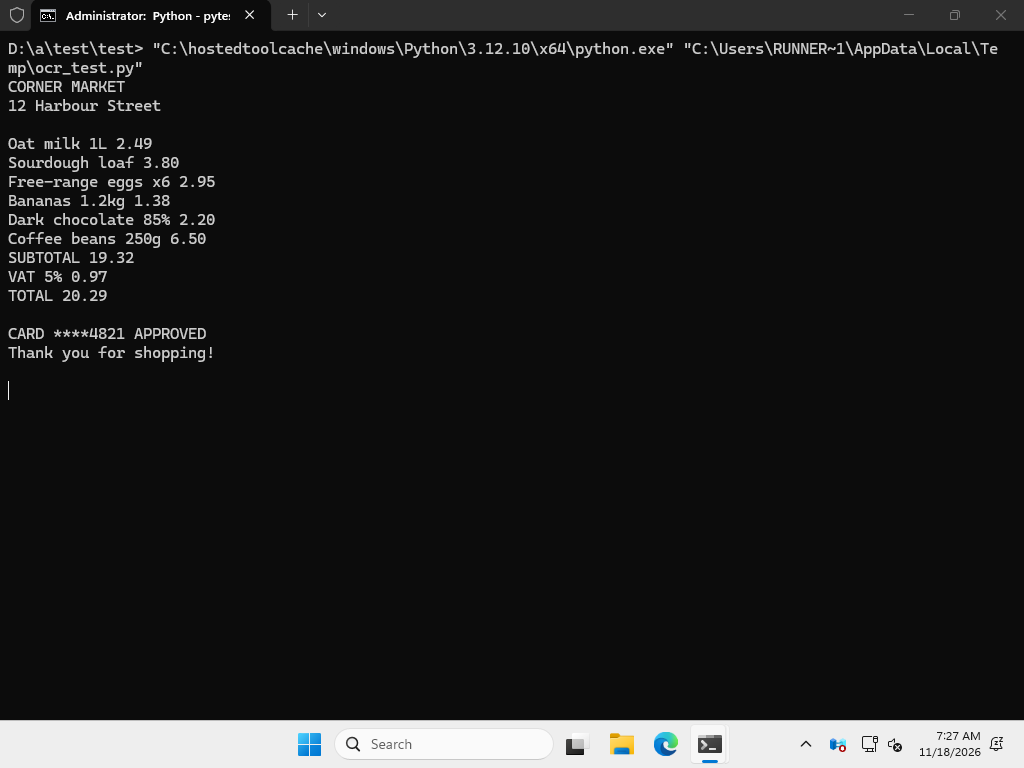 Administrator: Python - pyte
D:\a\test\test> "C:\hostedtoolcache\windows\Python\3.12.10\x64\python.exe" "C:\Users\RUNNER~1\AppData\Local\Te
mp\ocr_test.py"
CORNER MARKET
12 Harbour Street
Oat milk 1L 2.49
Sourdough loaf 3.80
Free-range eggs x6 2.95
Bananas 1.2kg 1.38
Dark chocolate 85% 2.20
Coffee beans 250g 6.50
SUBTOTAL 19.32
VAT 5% 0.97
TOTAL 20.29
CARD ****4821 APPROVED
Thank you for shopping!
Search
7:27 AM
11/18/2026